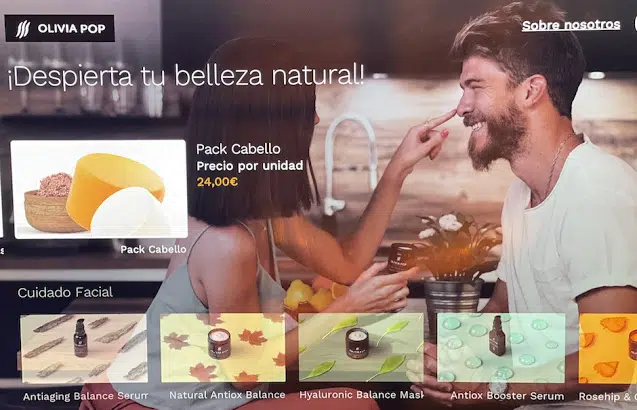 OLIVIA POP
Sobre nosotros
¡Despierta tu belleza natural!
Pack Cabello
Precio por unidad
24,00€
Pack Cabello
Cuidado Facial
Antiaging Balance Serum
Natural Antiox Balance
Hyaluronic Balance Mask
Antiox Booster Serum
Rosehip &